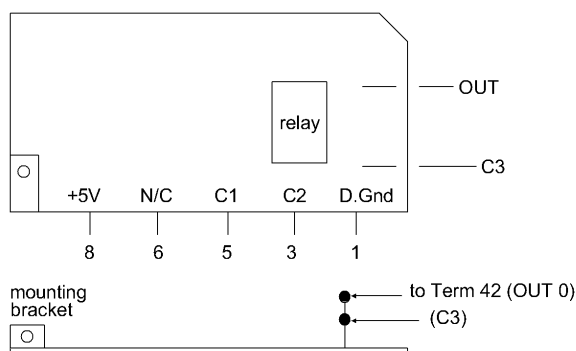 OUT
relay
C3
+5V N/C C1 C2 D.Gnd
8 6 5 3 1
mounting
bracket
to Term 42 (OUT 0)
(C3)